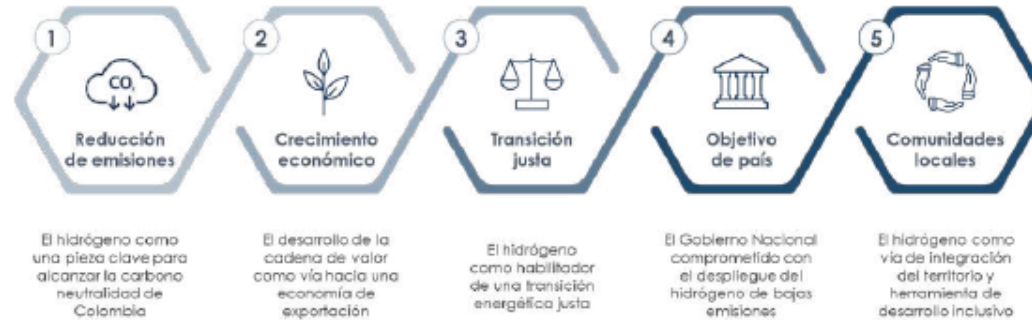 1
CO₂
Reducción
de emisiones
El hidrógeno como
una pieza clave para
alcanzar la carbono
neutralidad de
Colombia
2
Crecimiento
económico
El desarrollo de la
cadena de valor
como vía hacia una
economía de
exportación
3
Transición
justa
El hidrógeno
como habilitador
de una transición
energética justa
4
Objetivo
de país
El Gobierno Nacional
comprometido con
el despliegue del
hidrógeno de bajas
emisiones
5
Comunidades
locales
El hidrógeno como
vía de integración
del territorio y
herramienta de
desarrollo inclusivo